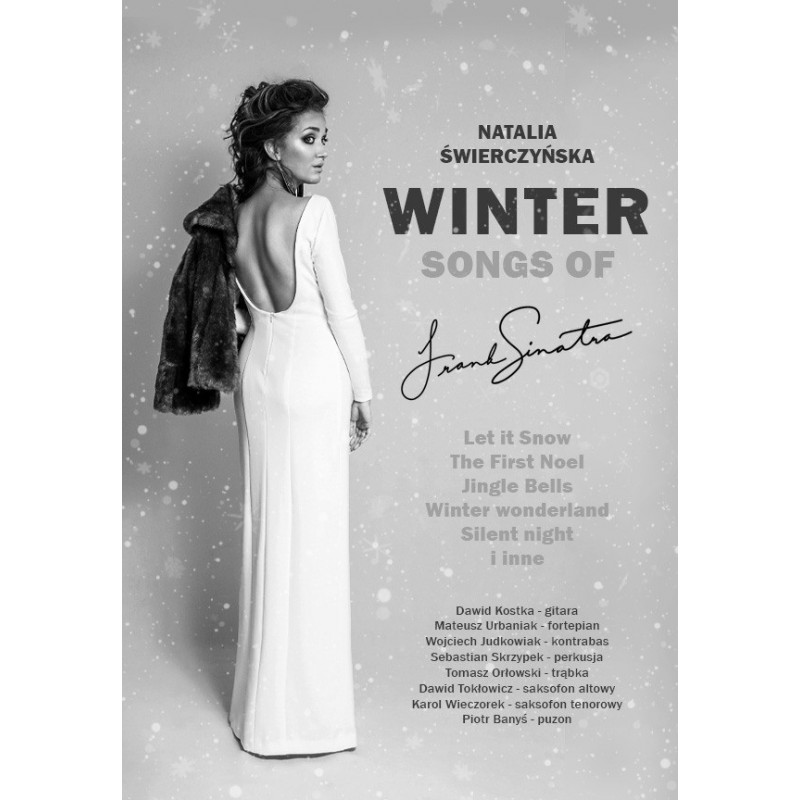 NATALIA
ŚWIERCZYŃSKA
WINTER
SONGS OF
Frank Sinatra
Let it Snow
The First Noel
Jingle Bells
Winter wonderland
Silent night
i inne
Dawid Kostka - gitara
Mateusz Urbaniak - fortepian
Wojciech Judkowiak - kontrabas
Sebastian Skrzypek - perkusja
Tomasz Orłowski - trąbka
Dawid Tokłowicz - saksofon altowy
Karol Wieczorek - saksofon tenorowy
Piotr Banyś - puzon